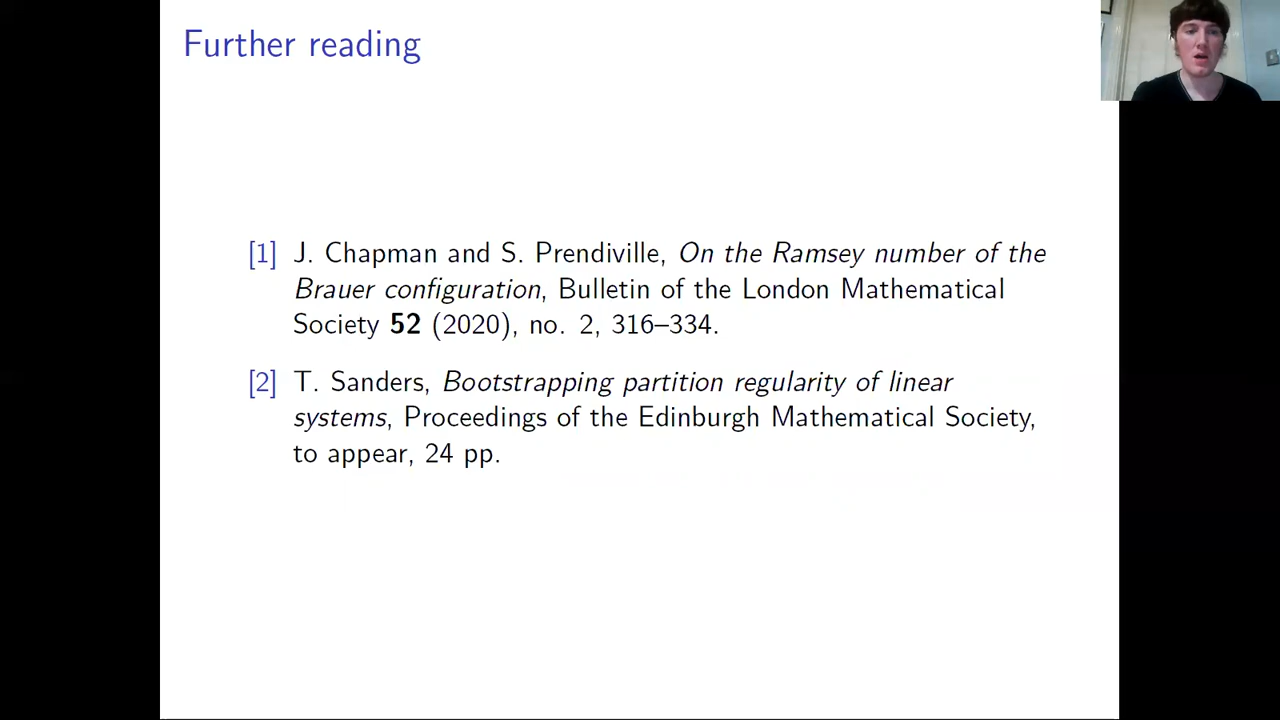 Further reading
[1] J. Chapman and S. Prendiville, On the Ramsey number of the
Brauer configuration, Bulletin of the London Mathematical
Society 52 (2020), no. 2, 316–334.
[2] T. Sanders, Bootstrapping partition regularity of linear
systems, Proceedings of the Edinburgh Mathematical Society,
to appear, 24 pp.